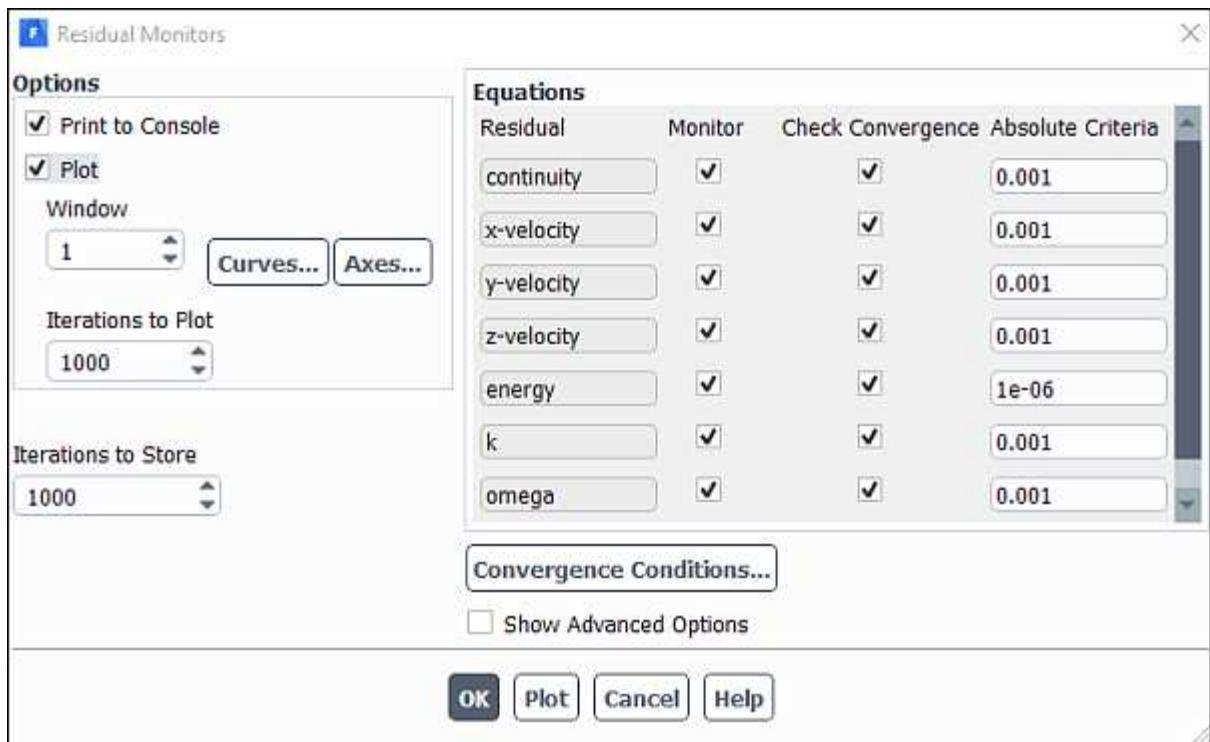 F Residual Monitors
Options
Print to Console
Plot
Window
1
Curves... Axes...
Iterations to Plot
1000
Iterations to Store
1000
Equations
Residual Monitor Check Convergence Absolute Criteria
continuity 0.001
x-velocity 0.001
y-velocity 0.001
z-velocity 0.001
energy 1e-06
k 0.001
omega 0.001
Convergence Conditions...
Show Advanced Options
OK Plot Cancel Help